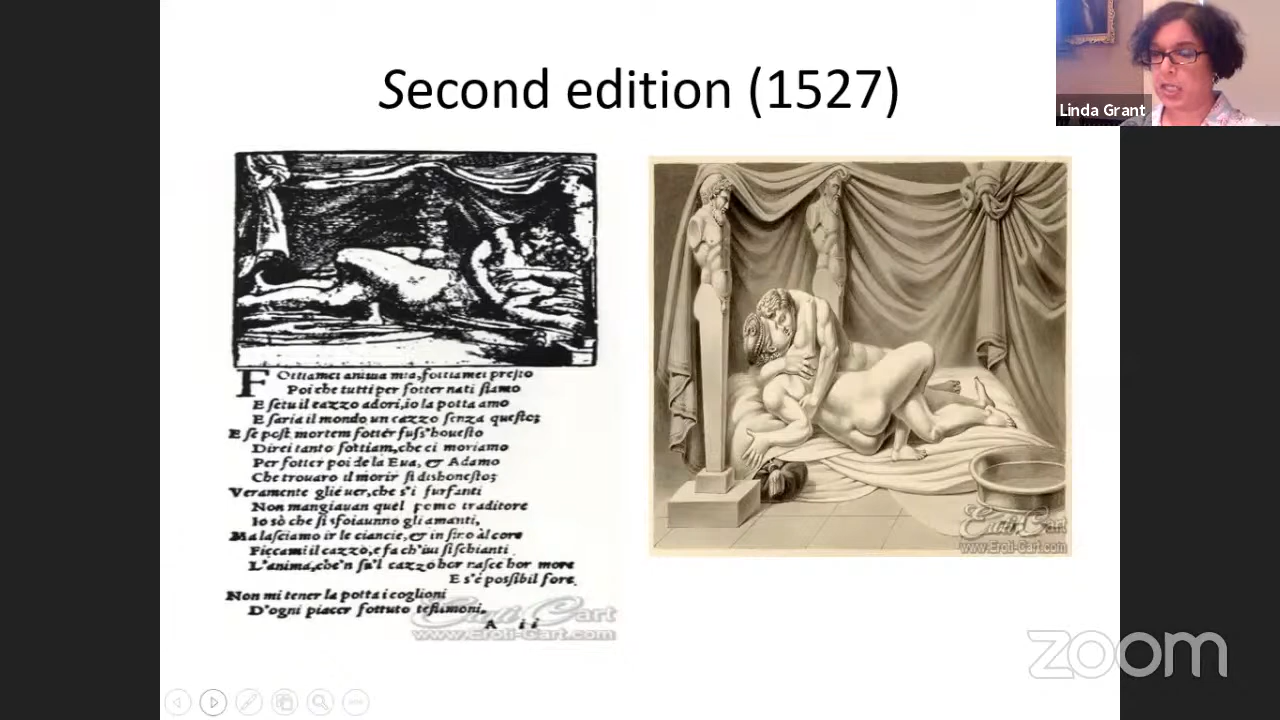 Second edition (1527)
Linda Grant
FOttiamci anima mia, fottiamci presto
Poi che tutti per fotter nati siamo
E se tu il cazzo adori, io la potta amo
E saria il mondo un cazzo senza questo;
E se post mortem fotter fuss'honesto
Direi tanto fottiam, che ci moriamo
Per fotter poi de la Eua, & Adamo
Che trouaro il morir si dishonesto;
Veramente glié uer, che s'i furfanti
Non mangiauan quel pomo traditore
Io sò che si sfoiauano gli amanti,
Ma lasciamo ir le ciancie, & in siro àl core
Ficcami il cazzo, e fa ch'iui si schianti
L'anima, che'n su'l cazzo hor nasce hor more
E s'é possibil fore,
Non mi tener la potta i coglioni
D'ogni piacer fottuto testimoni,
A ii
Eroti-Cart
www.Eroti-Cart.com
Eroti-Cart
www.Eroti-Cart.com
zoom